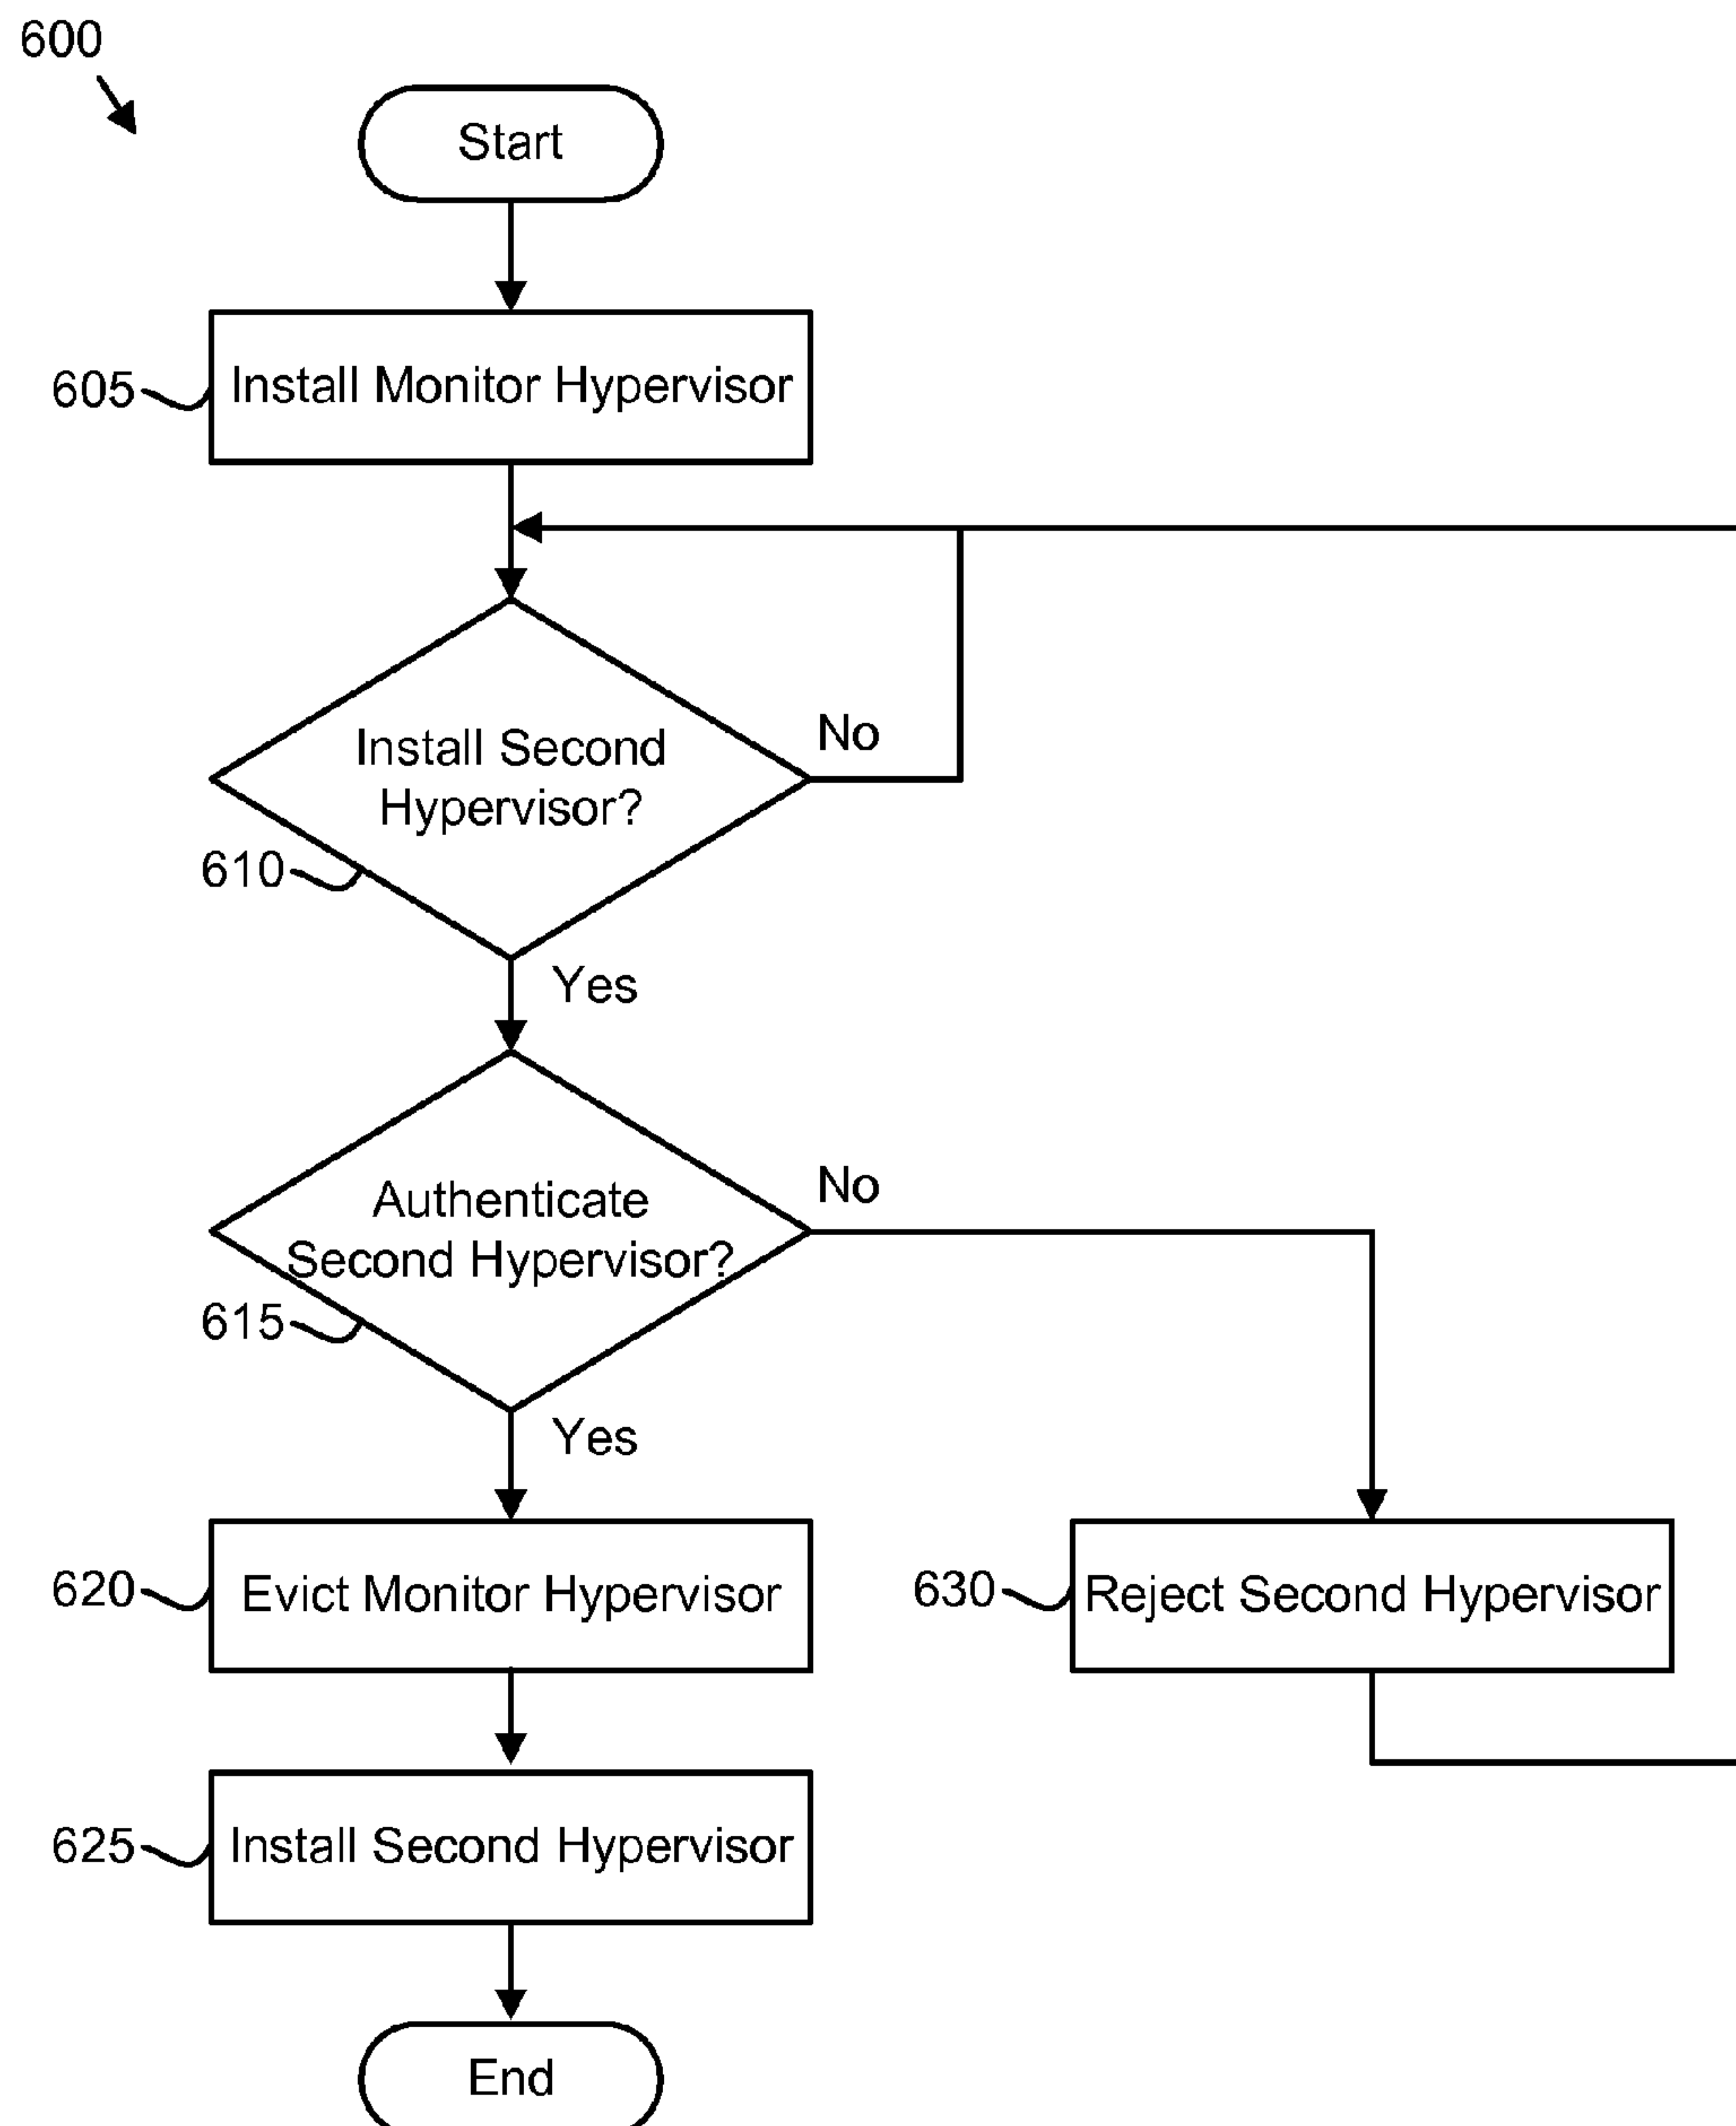 600
Start
605
Install Monitor Hypervisor
Install Second
Hypervisor?
No
610
Yes
Authenticate
Second Hypervisor?
No
615
Yes
620
Evict Monitor Hypervisor
630
Reject Second Hypervisor
625
Install Second Hypervisor
End